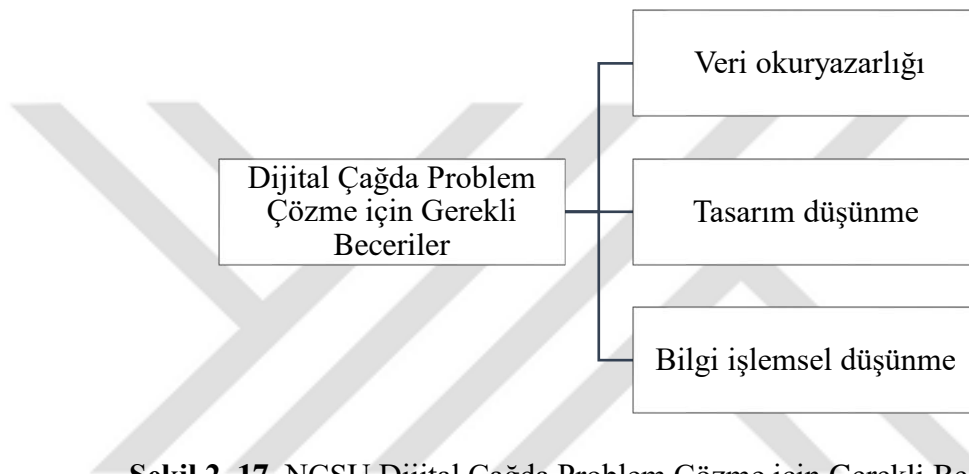 Veri okuryazarlığı
Dijital Çağda Problem
Çözme için Gerekli
Beceriler
Tasarım düşünme
Bilgi işlemsel düşünme
Şekil 2. 17. NCSU Dijital Çağda Problem Çözme için Gerekli